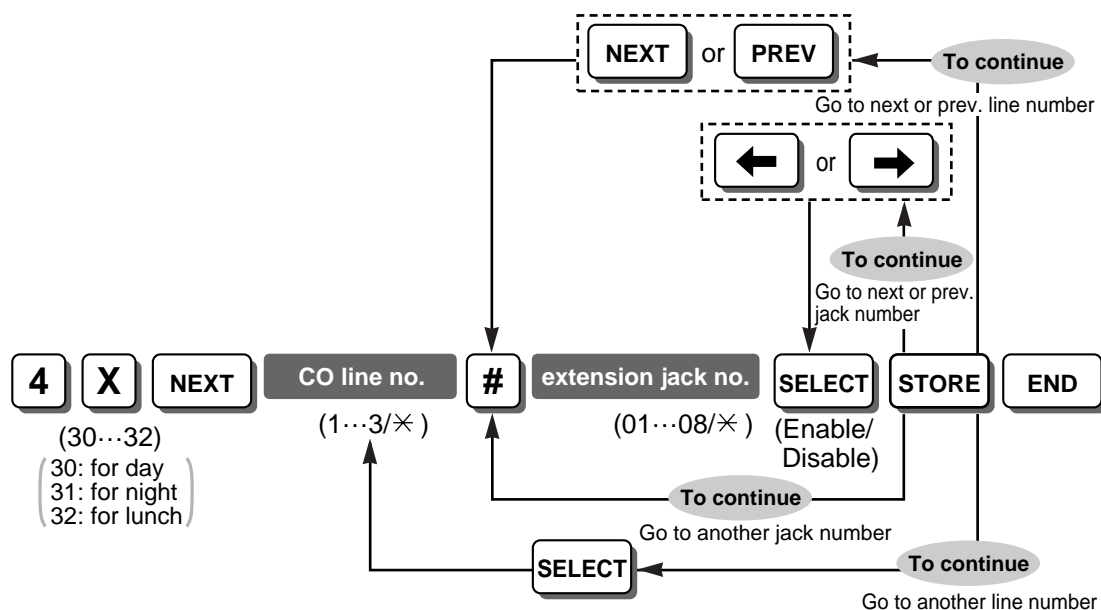 NEXT or PREV
To continue
Go to next or prev. line number
← or →
To continue
Go to next or prev.
jack number
4 X NEXT CO line no. # extension jack no. SELECT STORE END
(30···32)
30: for day
31: for night
32: for lunch
(1···3/✳)
(01···08/✳)
(Enable/
Disable)
To continue
Go to another jack number
SELECT
To continue
Go to another line number